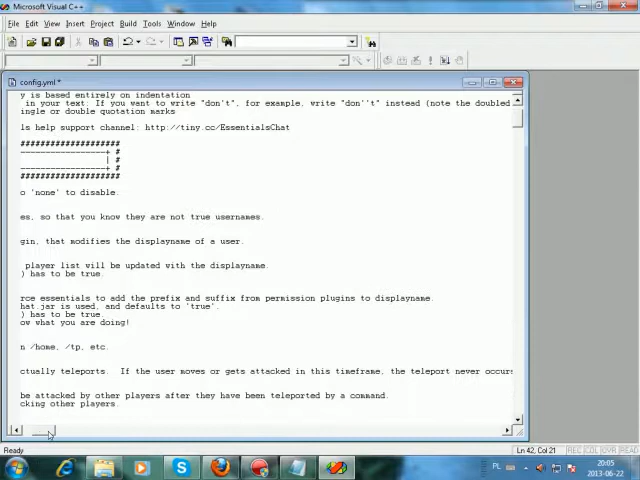 Microsoft Visual C++
File Edit View Insert Project Build Tools Window Help
config.yml *
y is based entirely on indentation
in your text: If you want to write "don't", for example, write "don''t" instead (note the doubled
ingle or double quotation marks
ls help support channel: http://tiny.cc/EssentialsChat
####################
------------------+ #
| #
------------------+ #
####################
o 'none' to disable.
es, so that you know they are not true usernames.
gin, that modifies the displayname of a user.
player list will be updated with the displayname.
) has to be true.
rce essentials to add the prefix and suffix from permission plugins to displayname.
hat.jar is used, and defaults to 'true'.
) has to be true.
ow what you are doing!
n /home, /tp, etc.
ctually teleports.  If the user moves or gets attacked in this timeframe, the teleport never occurs
be attacked by other players after they have been teleported by a command.
cking other players.
Ready
Ln 42, Col 21
REC COL OVR READ
PL
20:05
2013-06-22